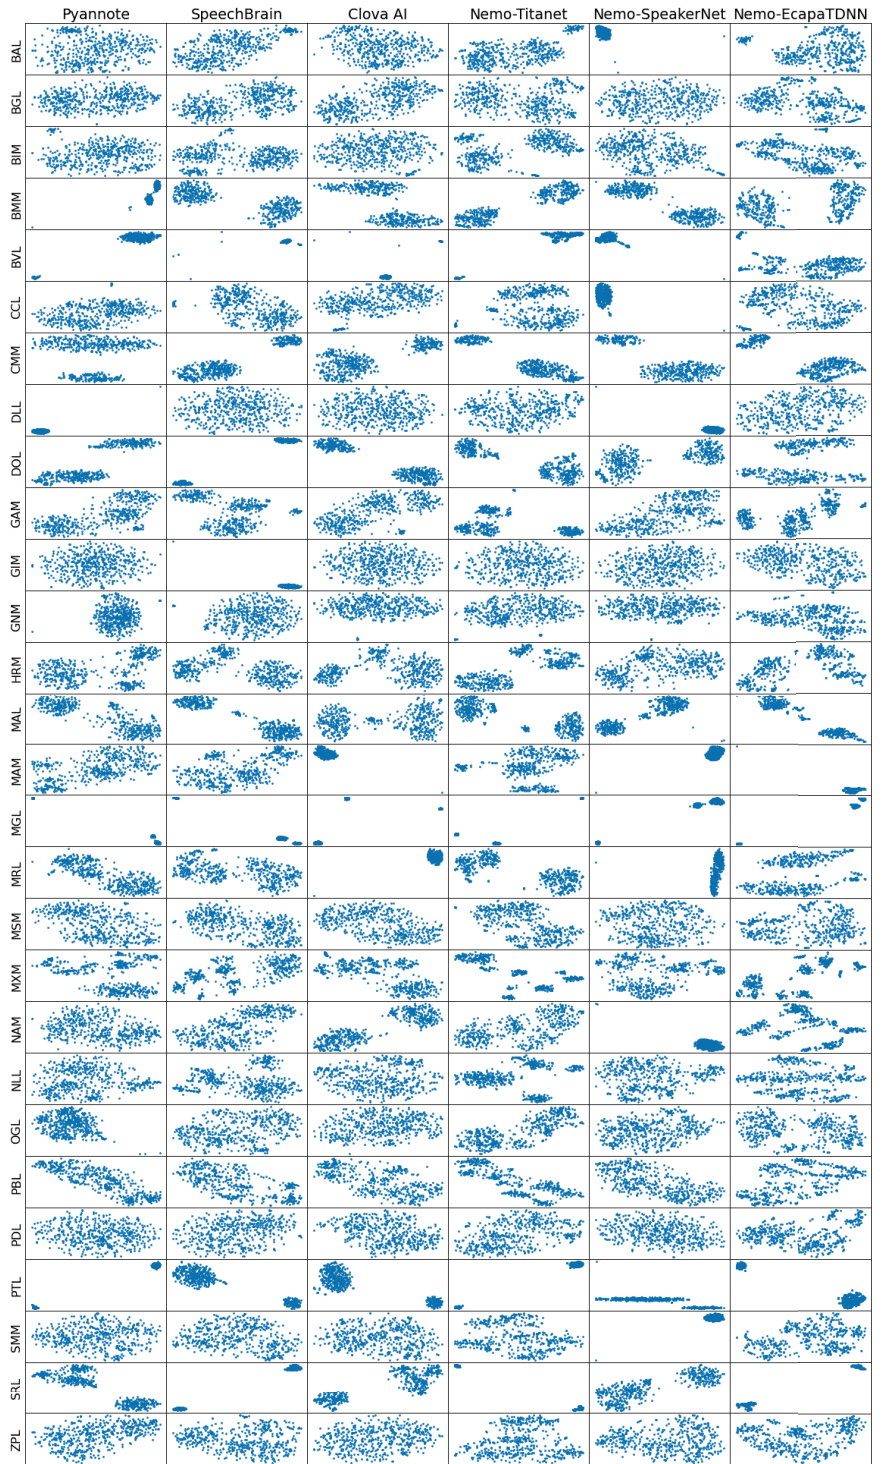 Pyannote SpeechBrain Clova AI Nemo-Titanet Nemo-SpeakerNet Nemo-EcapaTDNN
BAL
BGL
BIM
BMM
BVL
CCL
CMM
DLL
DOL
GAM
GIM
GNM
HRM
MAL
MAM
MGL
MRL
MSM
MXM
NAM
NLL
OGL
PBL
PDL
PTL
SMM
SRL
ZPL